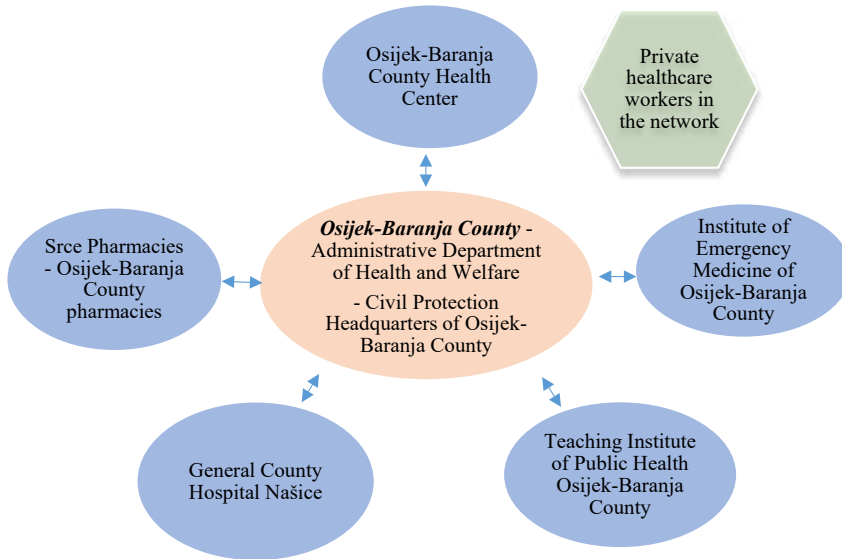 Osijek-Baranja
County Health
Center
Private
healthcare
workers in
the network
Osijek-Baranja County -
Administrative Department
of Health and Welfare
- Civil Protection
Headquarters of Osijek-
Baranja County
Srce Pharmacies
- Osijek-Baranja
County
pharmacies
Institute of
Emergency
Medicine of
Osijek-Baranja
County
General County
Hospital Našice
Teaching Institute
of Public Health
Osijek-Baranja
County